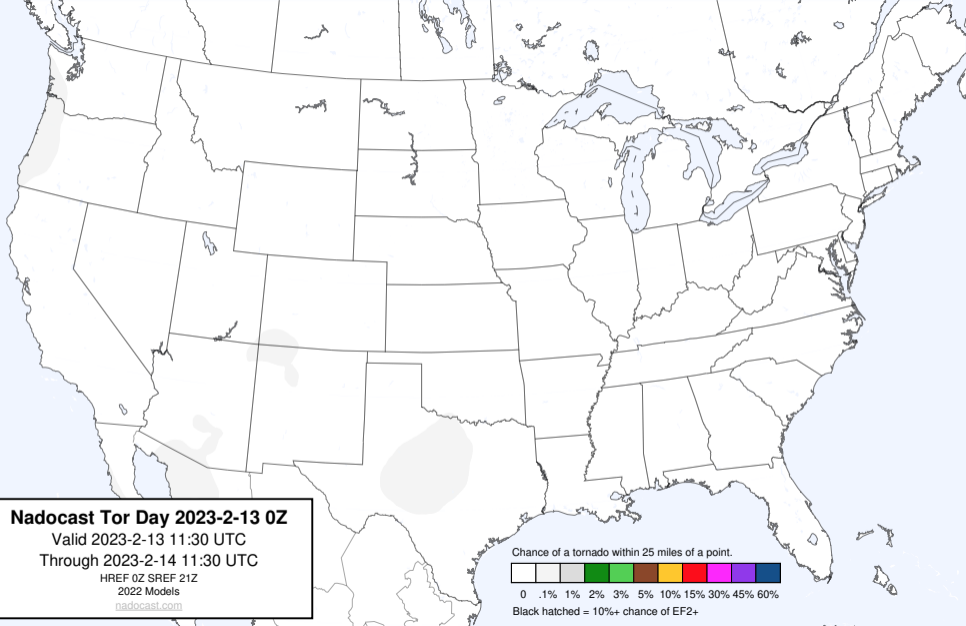 Nadocast Tor Day 2023-2-13 0Z
Valid 2023-2-13 11:30 UTC
Through 2023-2-14 11:30 UTC
HREF 0Z SREF 21Z
2022 Models
nadocast.com
Chance of a tornado within 25 miles of a point.
0 .1% 1% 2% 3% 5% 10% 15% 30% 45% 60%
Black hatched = 10%+ chance of EF2+